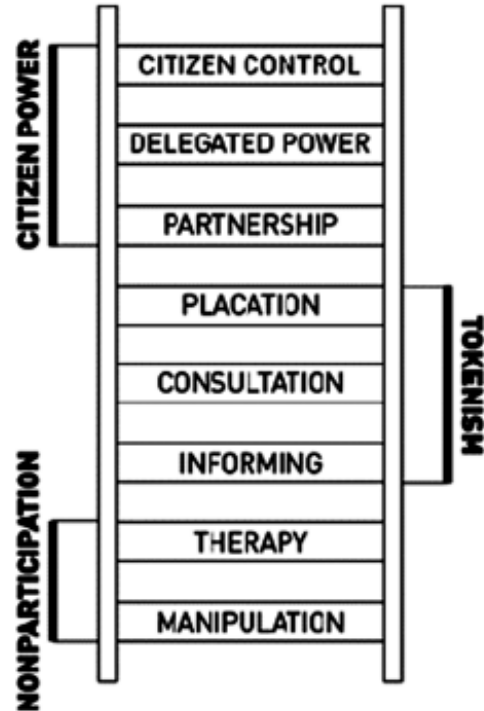 CITIZEN POWER
CITIZEN CONTROL
DELEGATED POWER
PARTNERSHIP
TOKENISM
PLACATION
CONSULTATION
INFORMING
NONPARTICIPATION
THERAPY
MANIPULATION